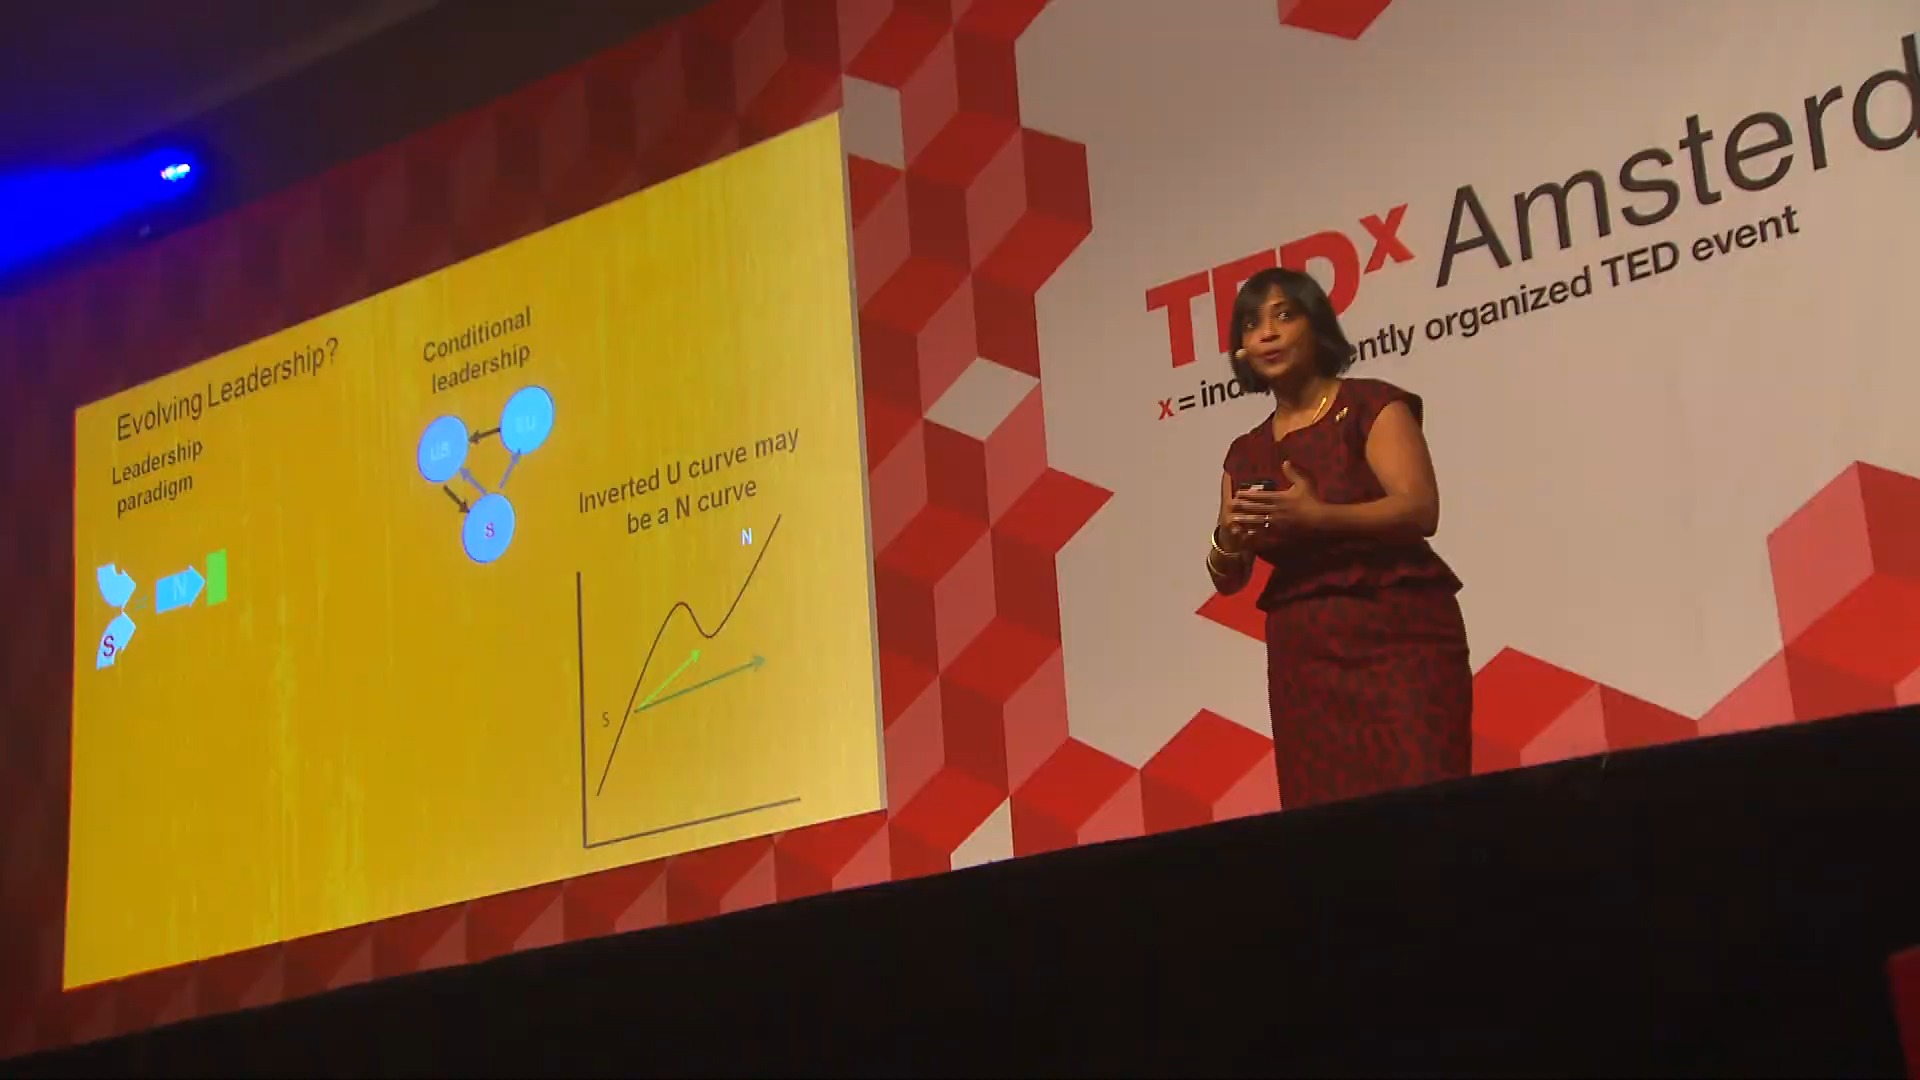 Evolving Leadership?
Leadership
paradigm
S
N
Conditional
leadership
US
EU
S
Inverted U curve may
be a N curve
N
S
TEDx Amsterd
x = ind ently organized TED event